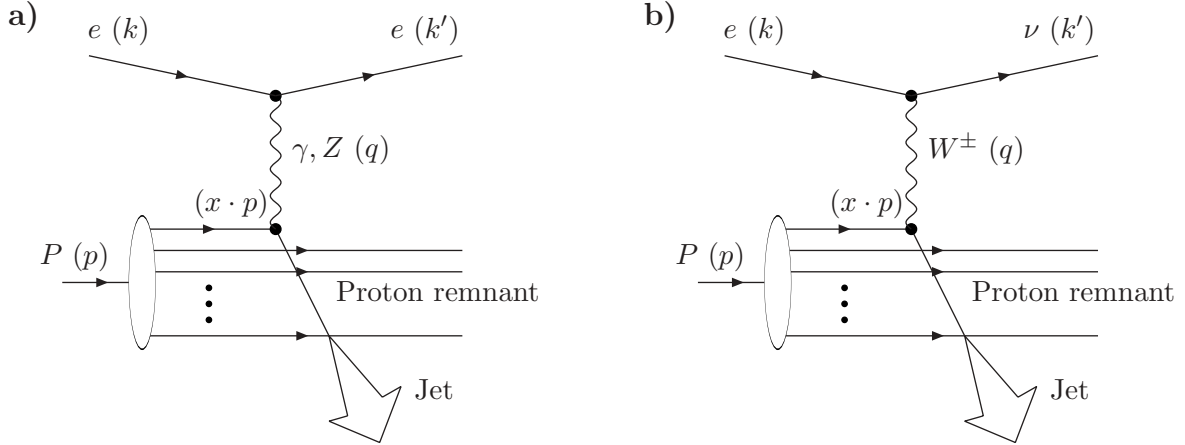 a)
e (k)
e (k′)
γ, Z (q)
(x · p)
P (p)
Proton remnant
Jet
b)
e (k)
ν (k′)
W± (q)
(x · p)
P (p)
Proton remnant
Jet